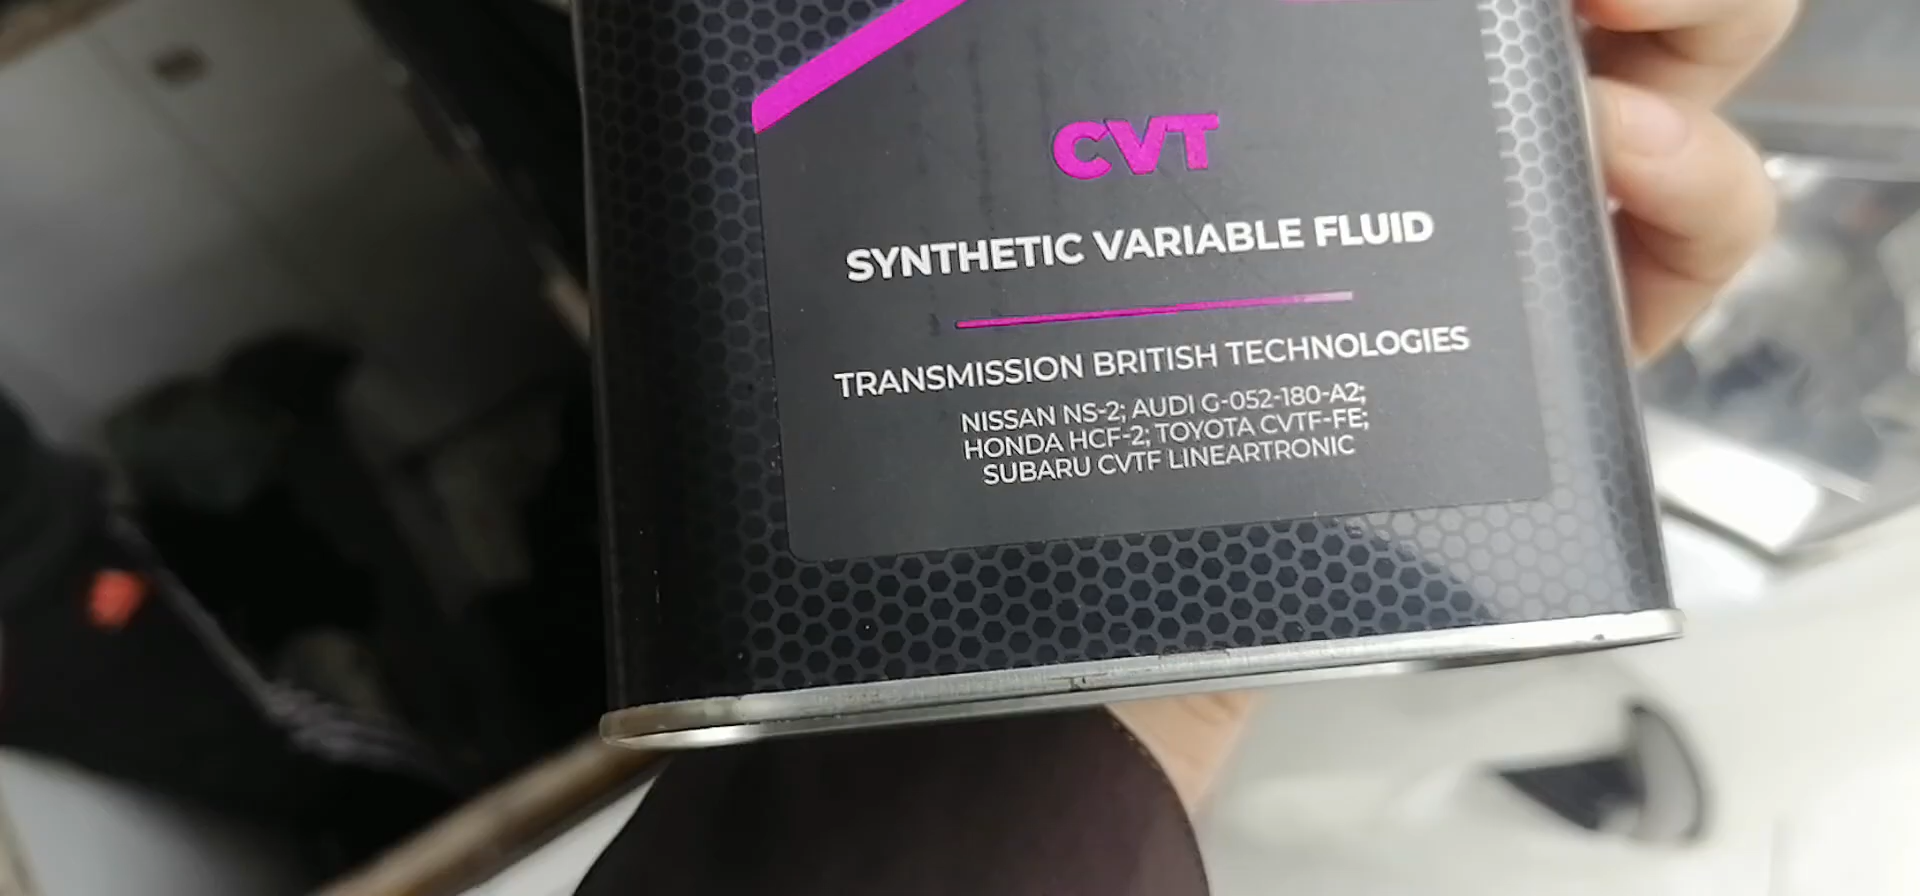 CVT
SYNTHETIC VARIABLE FLUID
TRANSMISSION BRITISH TECHNOLOGIES
NISSAN NS-2; AUDI G-052-180-A2;
HONDA HCF-2; TOYOTA CVTF-FE;
SUBARU CVTF LINEARTRONIC